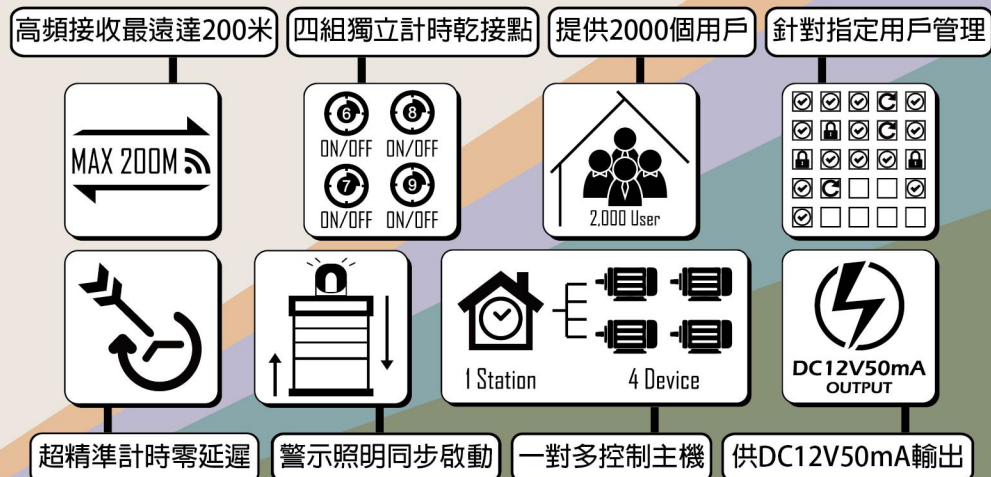 高頻接收最遠達200米
四組獨立計時乾接點
提供2000個用戶
針對指定用戶管理
MAX 200M
6
8
ON/OFF ON/OFF
7
9
ON/OFF ON/OFF
2,000 User
1 Station
4 Device
DC12V50mA
OUTPUT
超精準計時零延遲
警示照明同步啟動
一對多控制主機
供DC12V50mA輸出